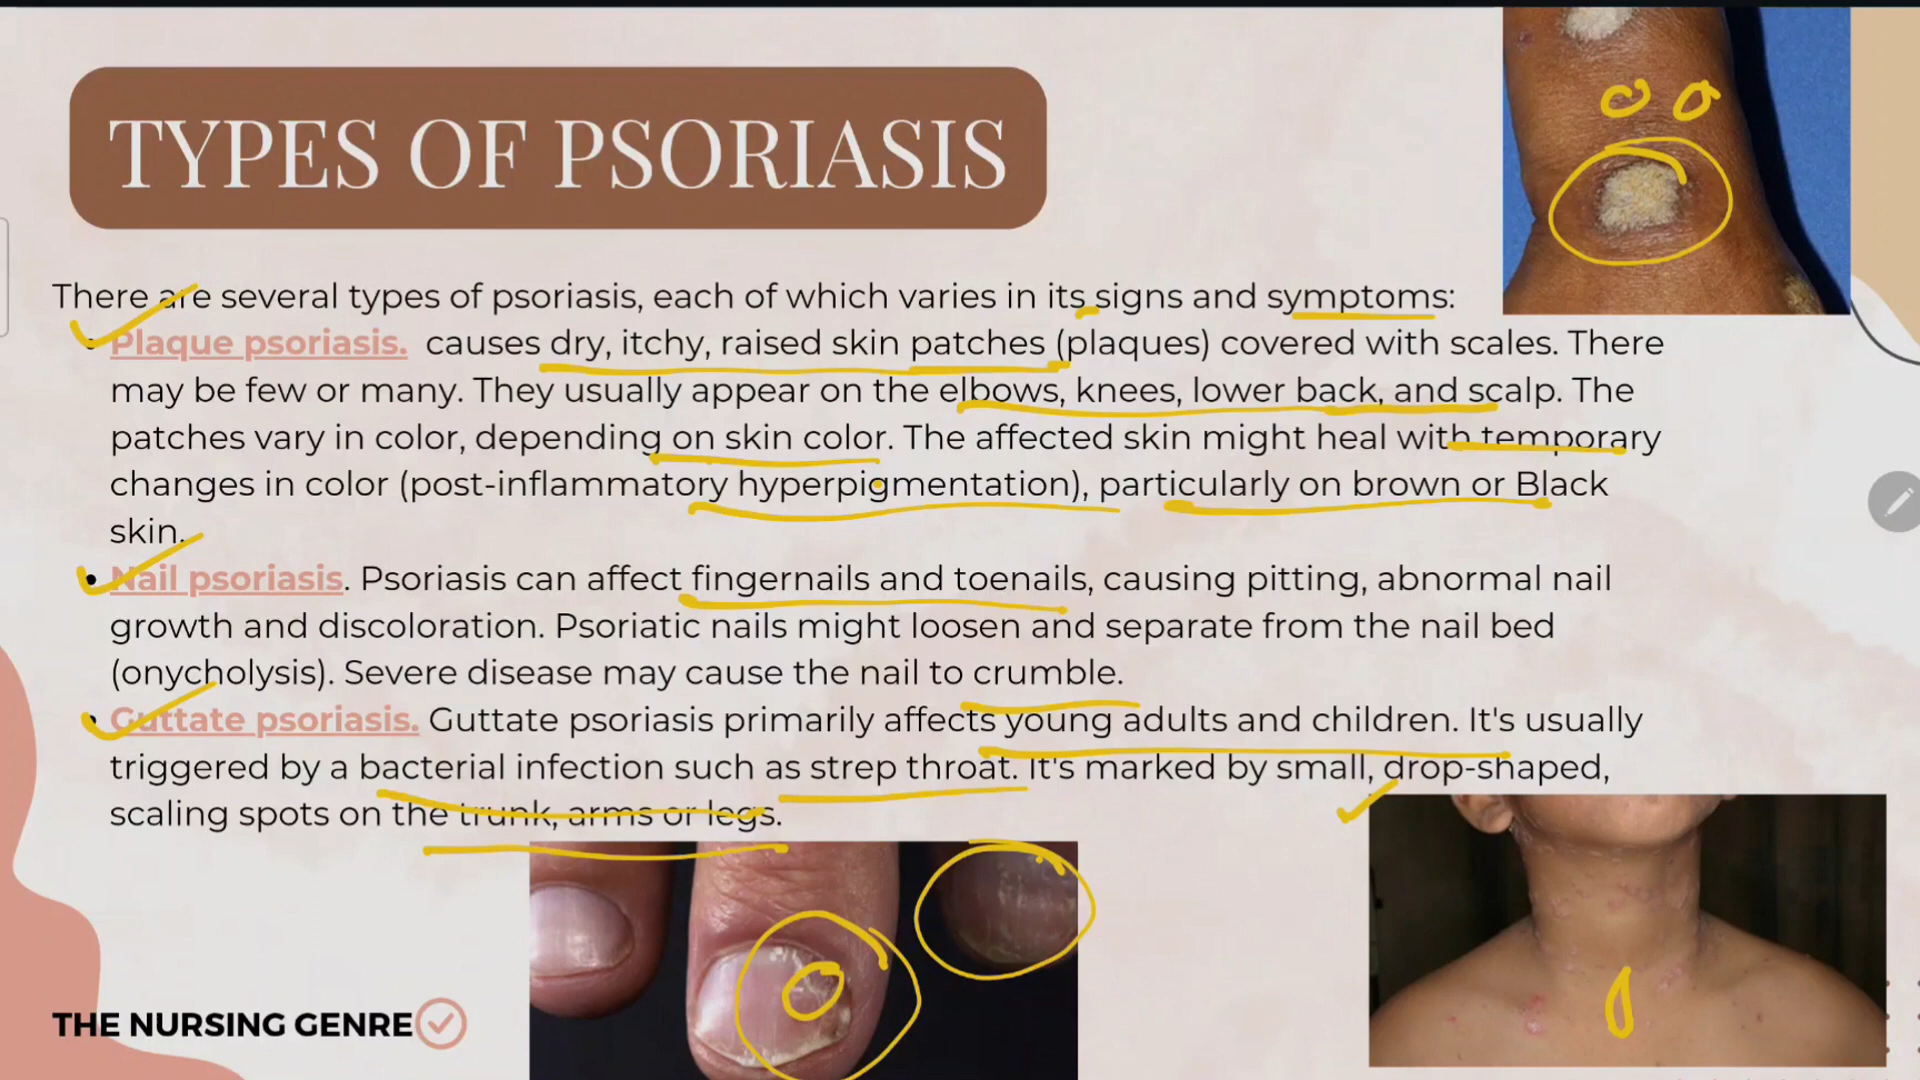 TYPES OF PSORIASIS
There are several types of psoriasis, each of which varies in its signs and symptoms:
• Plaque psoriasis. causes dry, itchy, raised skin patches (plaques) covered with scales. There
may be few or many. They usually appear on the elbows, knees, lower back, and scalp. The
patches vary in color, depending on skin color. The affected skin might heal with temporary
changes in color (post-inflammatory hyperpigmentation), particularly on brown or Black
skin.
• Nail psoriasis. Psoriasis can affect fingernails and toenails, causing pitting, abnormal nail
growth and discoloration. Psoriatic nails might loosen and separate from the nail bed
(onycholysis). Severe disease may cause the nail to crumble.
• Guttate psoriasis. Guttate psoriasis primarily affects young adults and children. It's usually
triggered by a bacterial infection such as strep throat. It's marked by small, drop-shaped,
scaling spots on the trunk, arms or legs.
THE NURSING GENRE